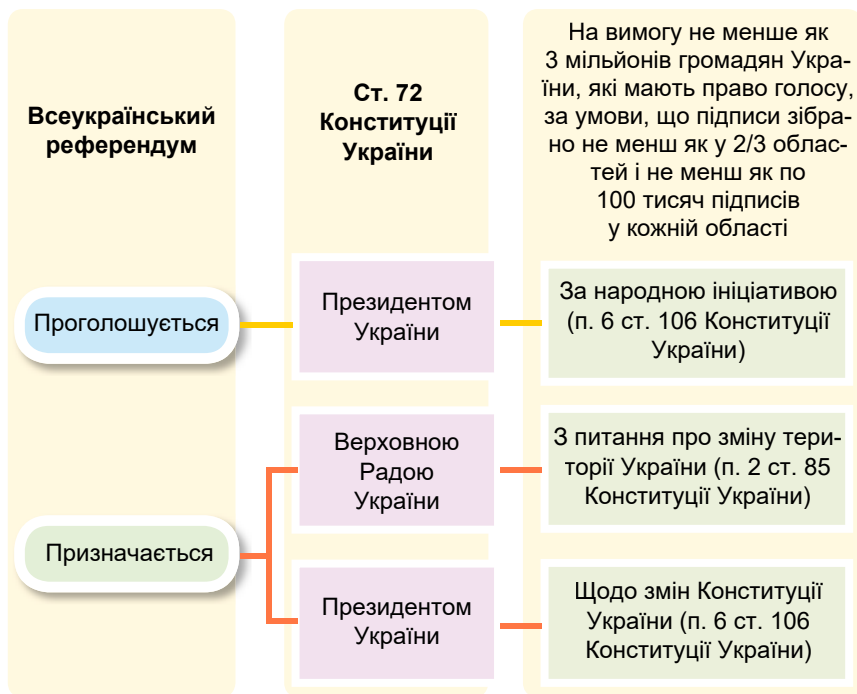 Всеукраїнський
референдум
Ст. 72
Конституції
України
На вимогу не менше як
3 мільйонів громадян Укра-
їни, які мають право голосу,
за умови, що підписи зібра-
но не менш як у 2/3 облас-
тей і не менш як по
100 тисяч підписів
у кожній області
Проголошується
Президентом
України
За народною ініціативою
(п. 6 ст. 106 Конституції
України)
Призначається
Верховною
Радою
України
З питання про зміну тери-
торії України (п. 2 ст. 85
Конституції України)
Президентом
України
Щодо змін Конституції
України (п. 6 ст. 106
Конституції України)